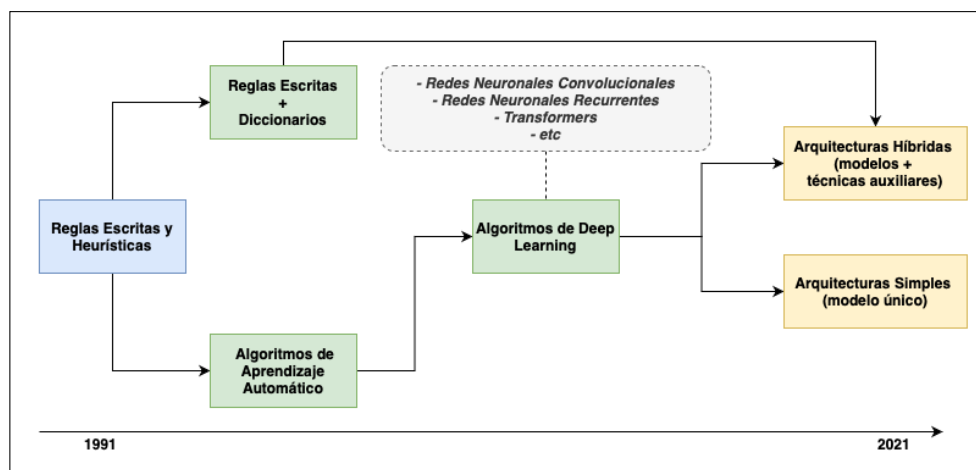 Reglas Escritas
+
Diccionarios
- Redes Neuronales Convolucionales
- Redes Neuronales Recurrentes
- Transformers
- etc
Arquitecturas Híbridas
(modelos +
técnicas auxiliares)
Reglas Escritas y
Heurísticas
Algoritmos de Deep
Learning
Arquitecturas Simples
(modelo único)
Algoritmos de
Aprendizaje
Automático
1991
2021